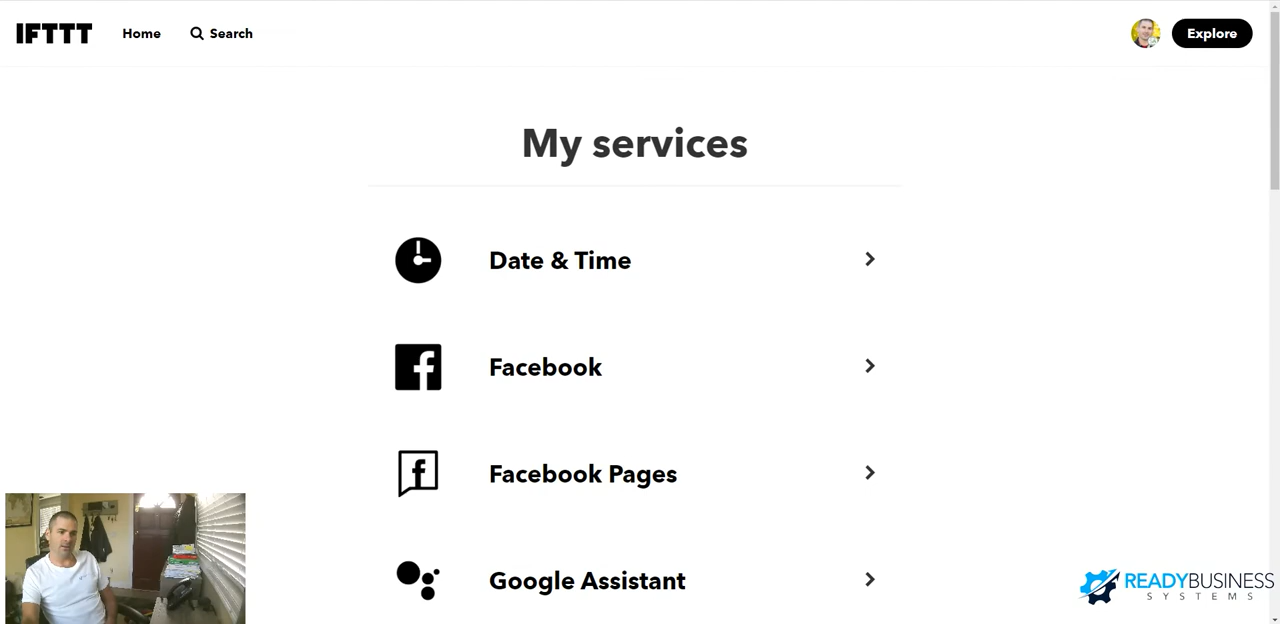 IFTTT
Home
Search
Explore
My services
Date & Time
Facebook
Facebook Pages
Google Assistant
READYBUSINESS
SYSTEMS